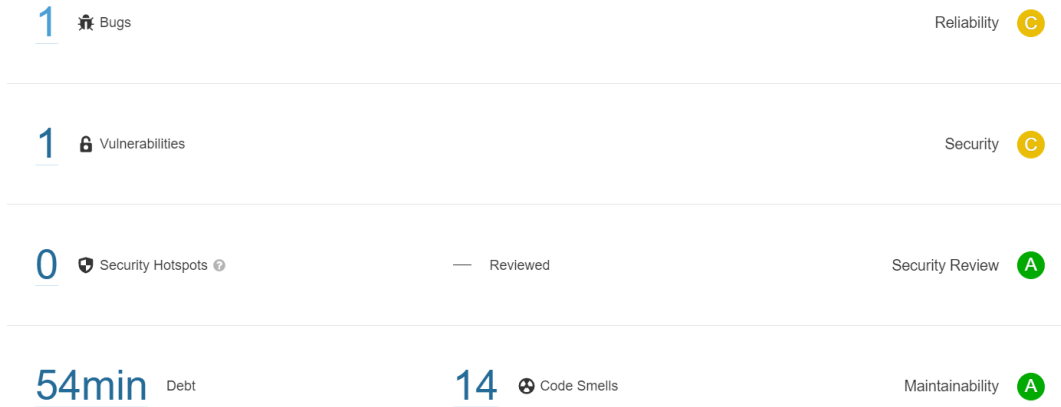 1 Bugs Reliability C
1 Vulnerabilities Security C
0 Security Hotspots ? — Reviewed Security Review A
54min Debt 14 Code Smells Maintainability A